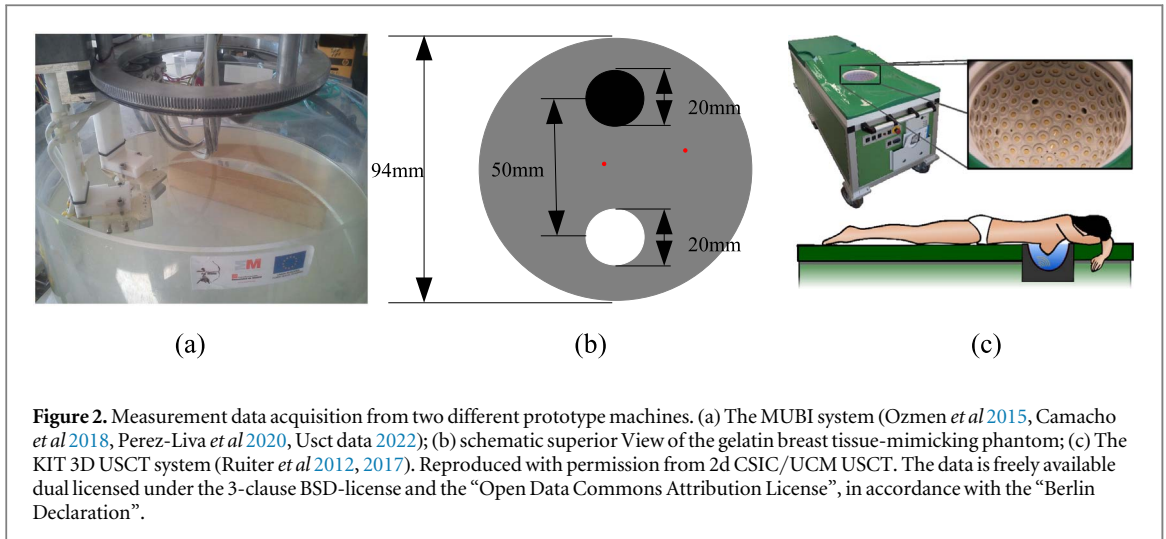 94mm
50mm
20mm
20mm
(a)
(b)
(c)
Figure 2. Measurement data acquisition from two different prototype machines. (a) The MUBI system (Ozmen et al 2015, Camacho
et al 2018, Perez-Liva et al 2020, Usct data 2022); (b) schematic superior View of the gelatin breast tissue-mimicking phantom; (c) The
KIT 3D USCT system (Ruiter et al 2012, 2017). Reproduced with permission from 2d CSIC/UCM USCT. The data is freely available
dual licensed under the 3-clause BSD-license and the “Open Data Commons Attribution License”, in accordance with the “Berlin
Declaration”.